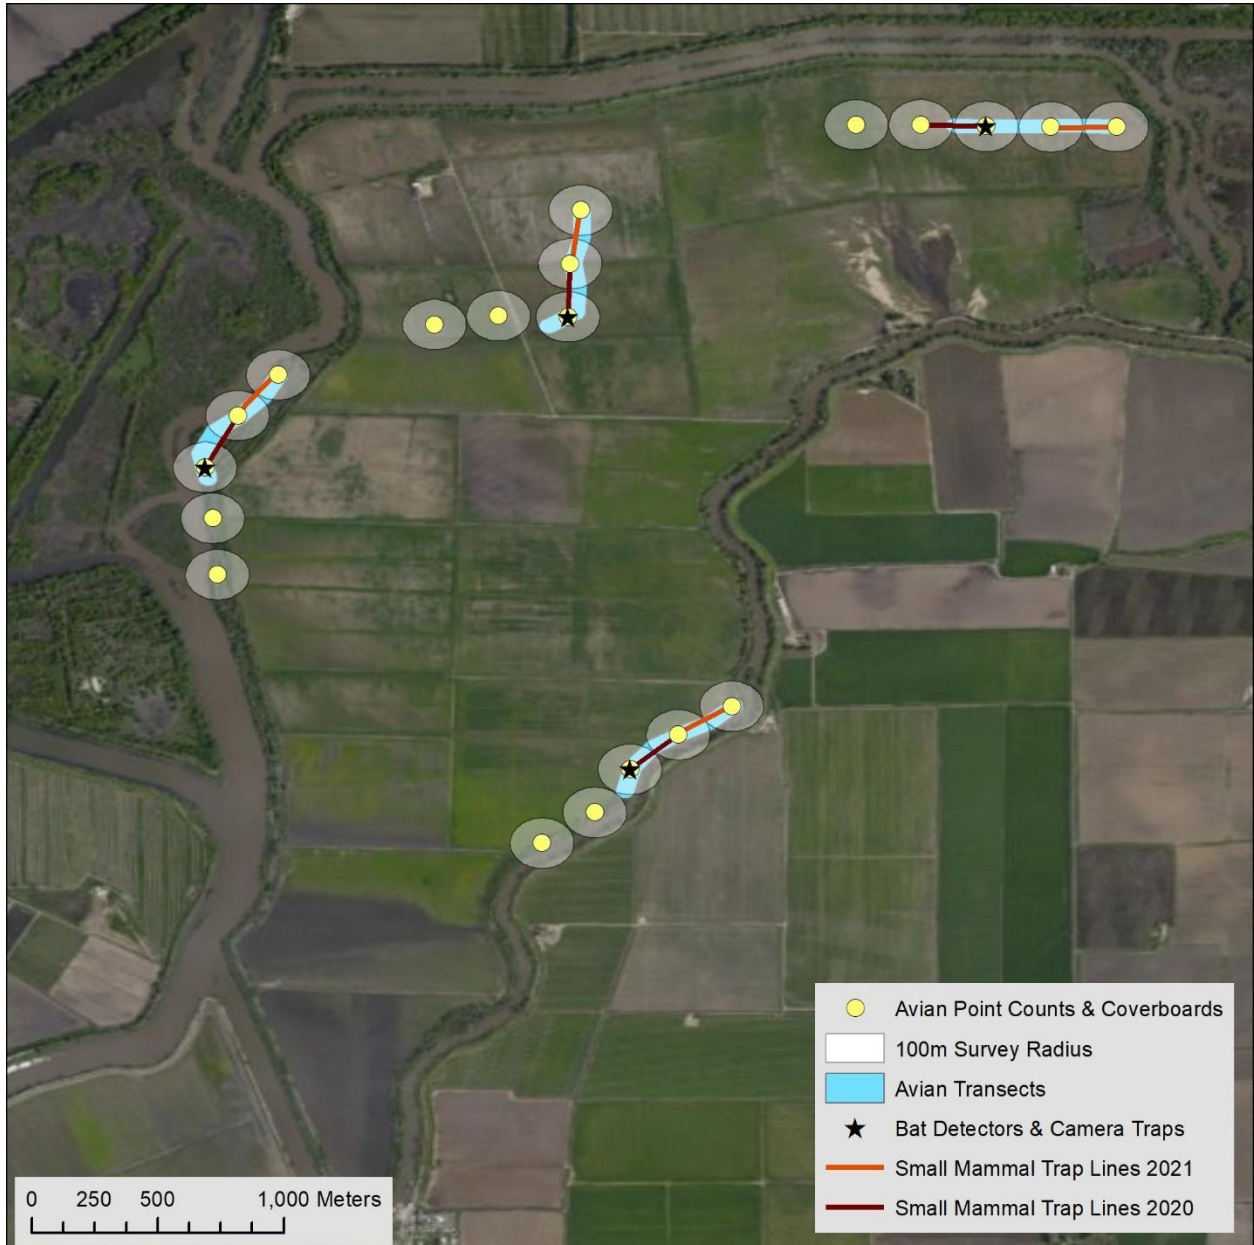 Avian Point Counts & Coverboards
100m Survey Radius
Avian Transects
Bat Detectors & Camera Traps
Small Mammal Trap Lines 2021
Small Mammal Trap Lines 2020
0 250 500 1,000 Meters